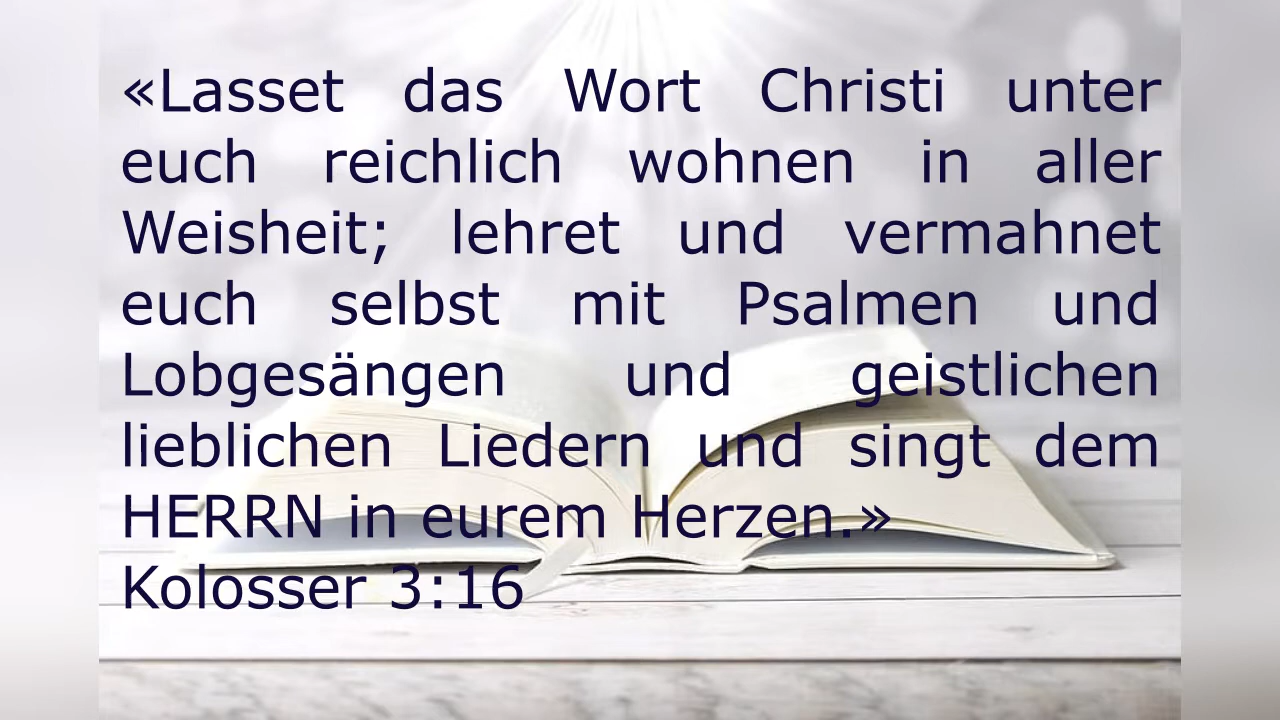 «Lasset das Wort Christi unter
euch reichlich wohnen in aller
Weisheit; lehret und vermahnet
euch selbst mit Psalmen und
Lobgesängen und geistlichen
lieblichen Liedern und singt dem
HERRN in eurem Herzen.»
Kolosser 3:16